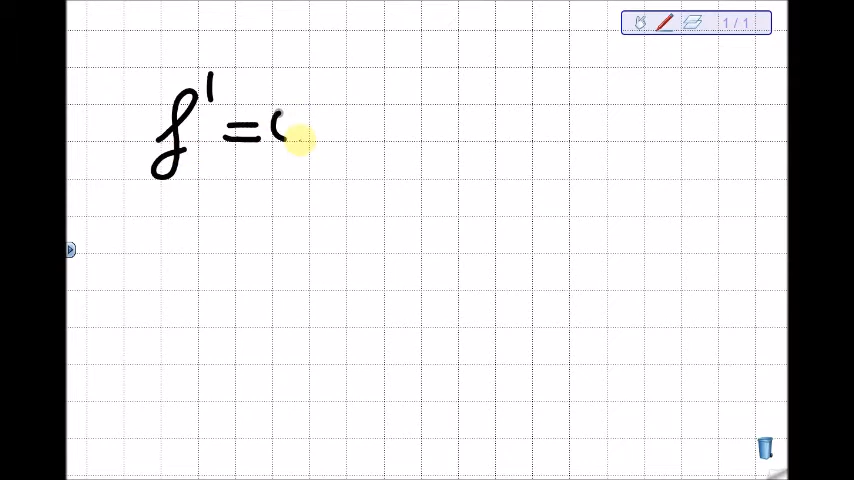 1 / 1
f' =